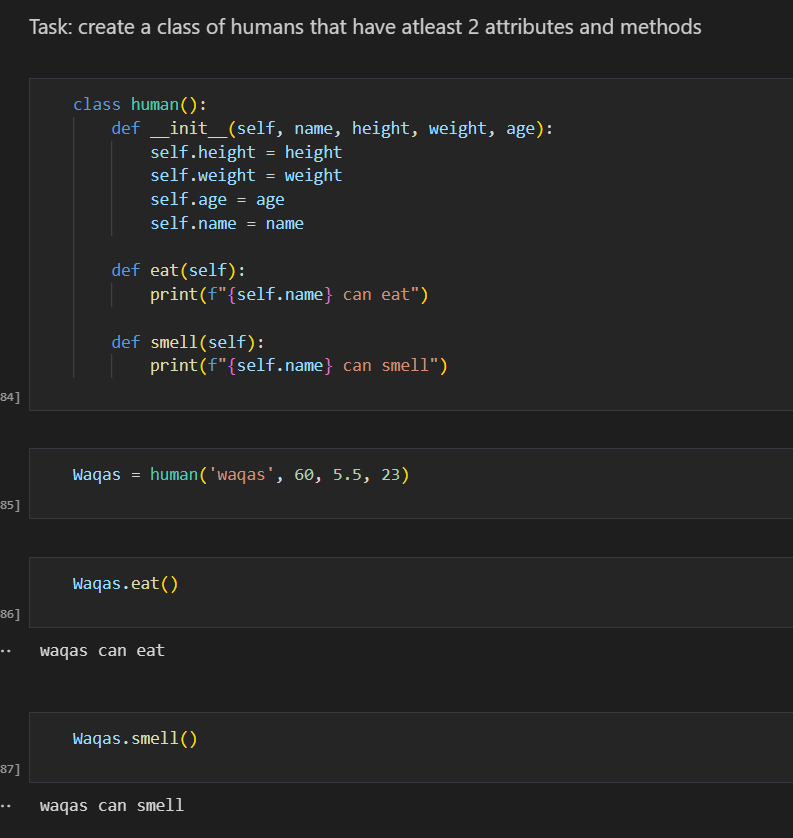 Task: create a class of humans that have atleast 2 attributes and methods
class human():
    def __init__(self, name, height, weight, age):
        self.height = height
        self.weight = weight
        self.age = age
        self.name = name
    def eat(self):
        print(f"{self.name} can eat")
    def smell(self):
        print(f"{self.name} can smell")
84]
Waqas = human('waqas', 60, 5.5, 23)
85]
Waqas.eat()
86]
waqas can eat
Waqas.smell()
87]
waqas can smell